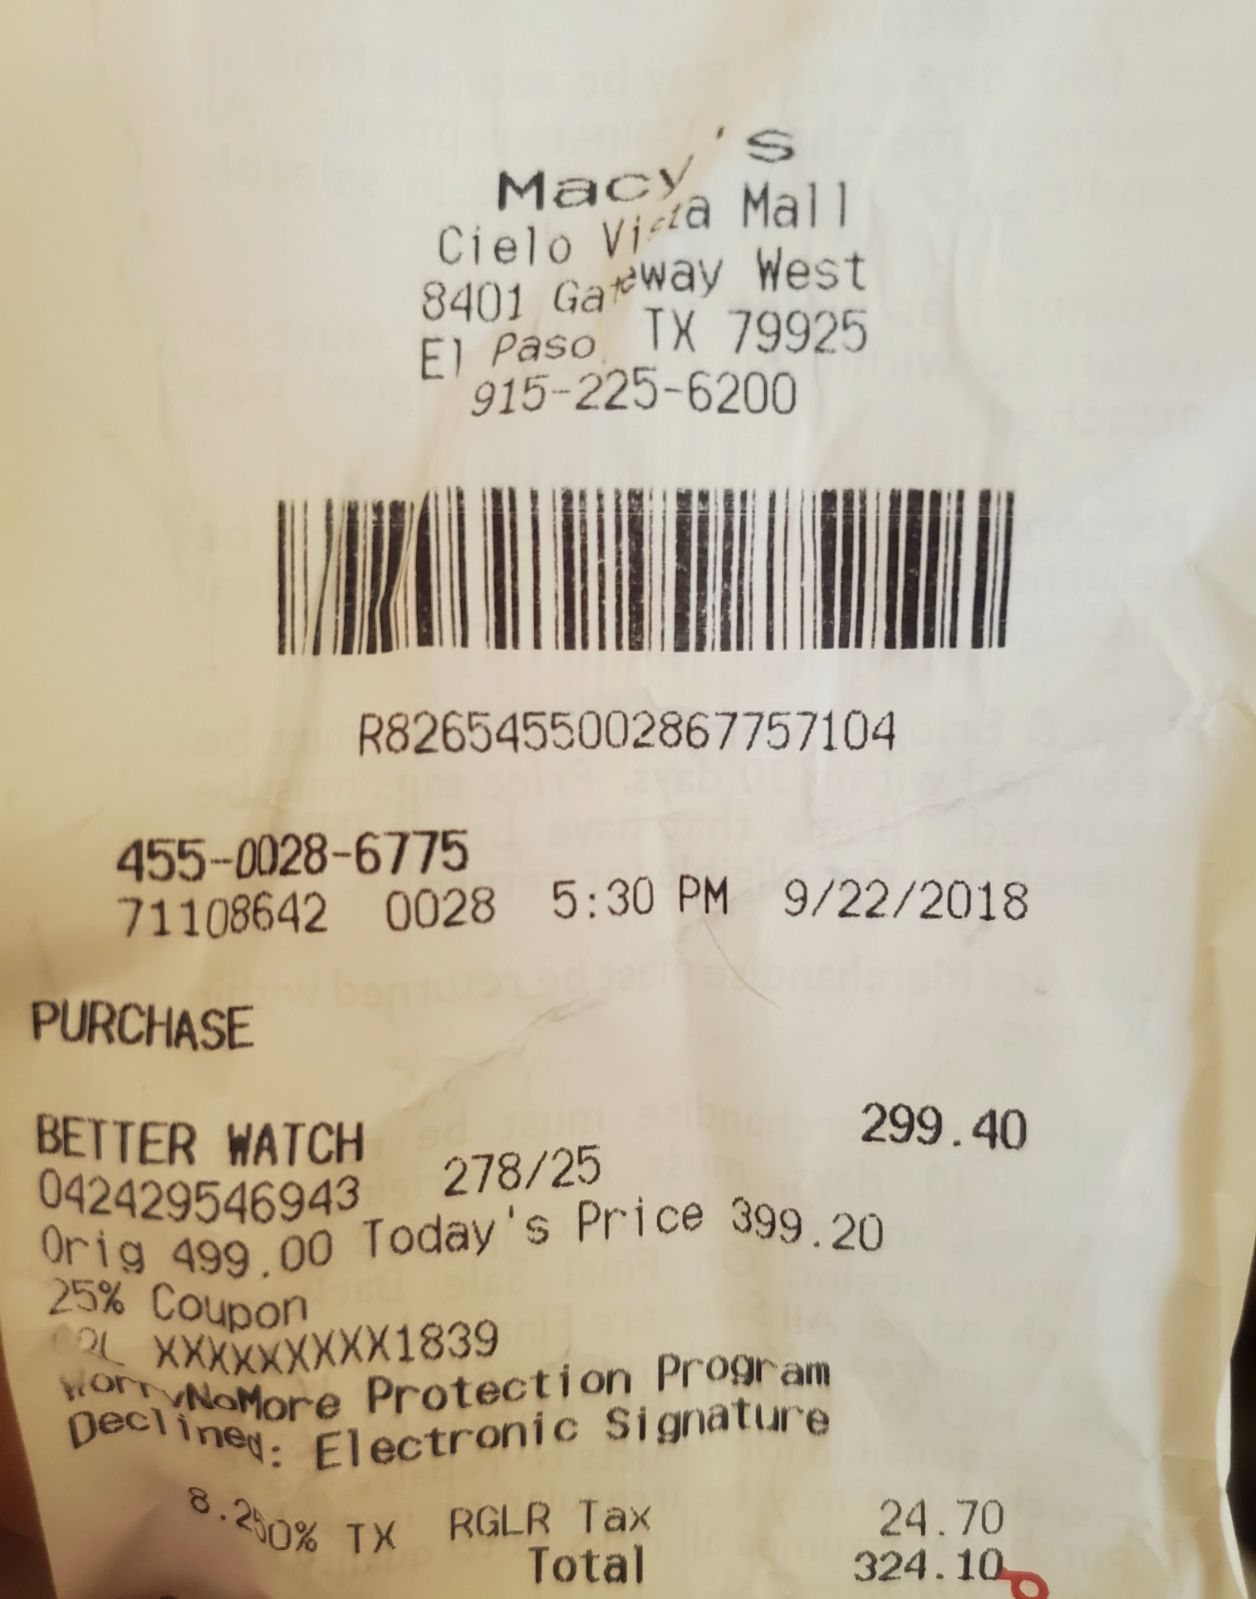 Macy's
Cielo Vista Mall
8401 Gateway West
El Paso, TX 79925
915-225-6200
R8265455002867757104
455-0028-6775
71108642 0028 5:30 PM 9/22/2018
PURCHASE
BETTER WATCH 299.40
042429546943 278/25
Orig 499.00 Today's Price 399.20
25% Coupon
XXXXXXXXX1839
WorryNoMore Protection Program
Declined: Electronic Signature
8.250% TX RGLR Tax 24.70
Total 324.10